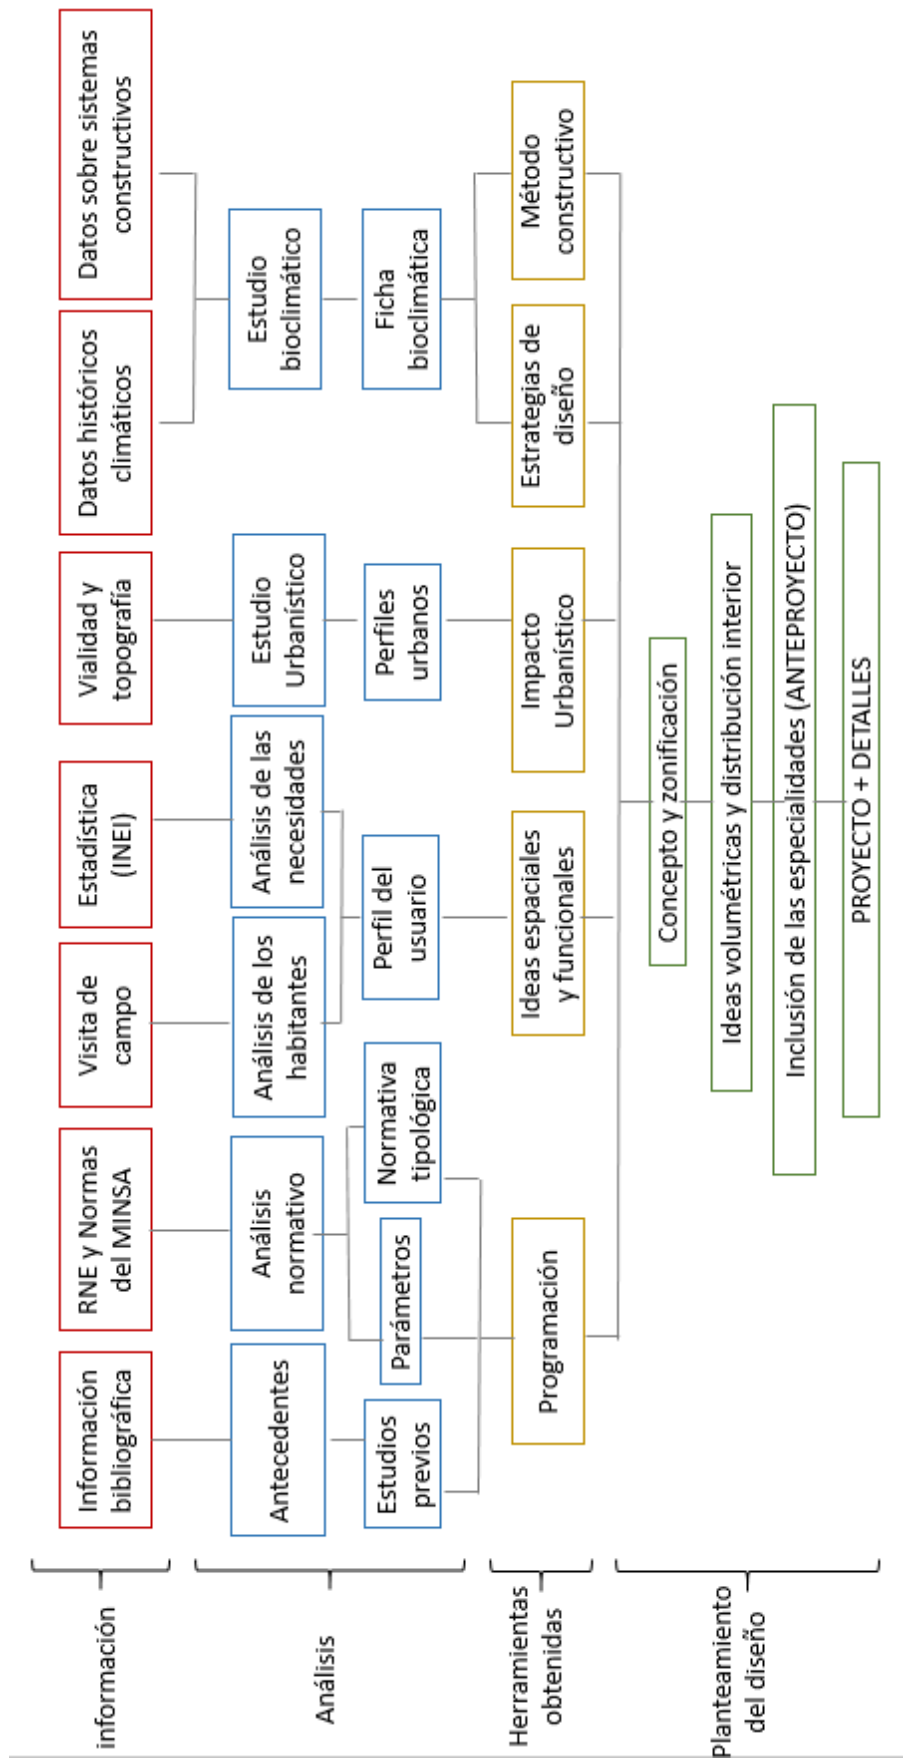 información
Información
bibliográfica
RNE y Normas
del MINSA
Visita de
campo
Estadística
(INEI)
Vialidad y
topografía
Datos históricos
climáticos
Datos sobre sistemas
constructivos
Análisis
Antecedentes
Análisis
normativo
Análisis de los
habitantes
Análisis de las
necesidades
Estudio
Urbanístico
Estudio
bioclimático
Estudios
previos
Parámetros
Normativa
tipológica
Perfil del
usuario
Perfiles
urbanos
Ficha
bioclimática
Herramientas
obtenidas
Programación
Ideas espaciales
y funcionales
Impacto
Urbanístico
Estrategias de
diseño
Método
constructivo
Planteamiento
del diseño
Concepto y zonificación
Ideas volumétricas y distribución interior
Inclusión de las especialidades (ANTEPROYECTO)
PROYECTO + DETALLES